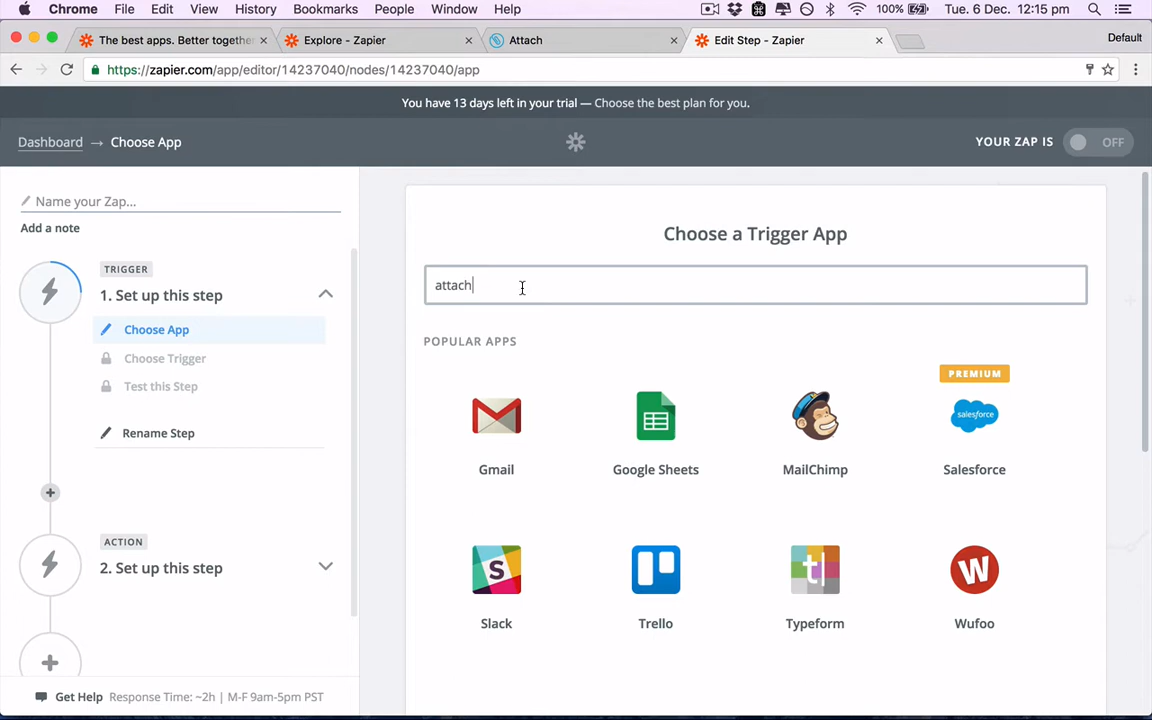 Chrome File Edit View History Bookmarks People Window Help 100% Tue. 6 Dec. 12:15 pm
The best apps. Better together Explore - Zapier Attach Edit Step - Zapier Default
https://zapier.com/app/editor/14237040/nodes/14237040/app
You have 13 days left in your trial — Choose the best plan for you.
Dashboard → Choose App YOUR ZAP IS OFF
Name your Zap...
Add a note
TRIGGER
1. Set up this step
Choose App
Choose Trigger
Test this Step
Rename Step
ACTION
2. Set up this step
Get Help Response Time: ~2h | M-F 9am-5pm PST
Choose a Trigger App
attach
POPULAR APPS
PREMIUM
salesforce
Gmail Google Sheets MailChimp Salesforce
S tl W
Slack Trello Typeform Wufoo